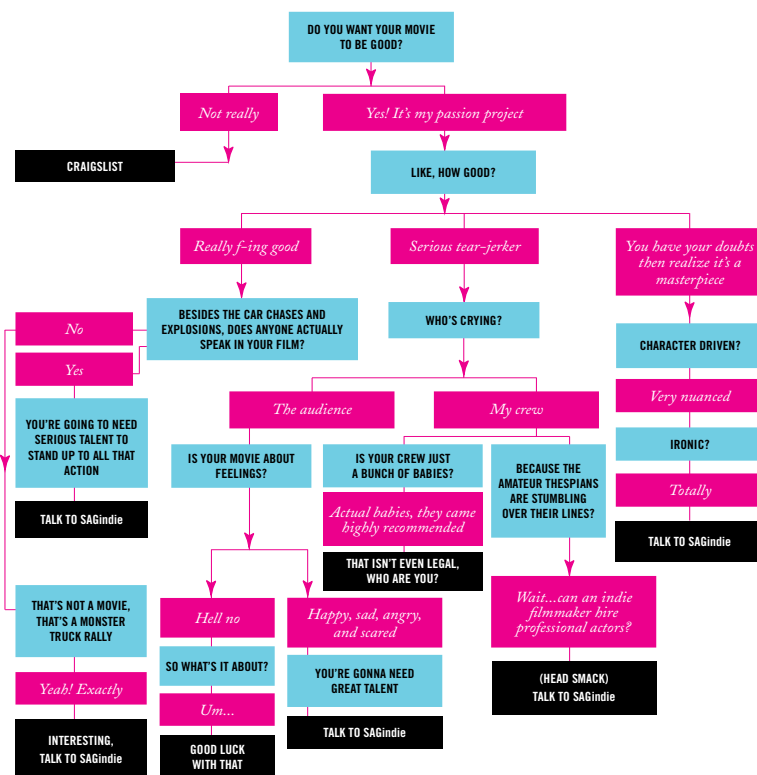 DO YOU WANT YOUR MOVIE
TO BE GOOD?
Not really
Yes! It's my passion project
CRAIGSLIST
LIKE, HOW GOOD?
Really f-ing good
Serious tear-jerker
You have your doubts
then realize it's a
masterpiece
BESIDES THE CAR CHASES AND
EXPLOSIONS, DOES ANYONE ACTUALLY
SPEAK IN YOUR FILM?
No
Yes
WHO'S CRYING?
CHARACTER DRIVEN?
Very nuanced
IRONIC?
Totally
TALK TO SAGindie
YOU'RE GOING TO NEED
SERIOUS TALENT TO
STAND UP TO ALL THAT
ACTION
TALK TO SAGindie
The audience
My crew
IS YOUR MOVIE ABOUT
FEELINGS?
IS YOUR CREW JUST
A BUNCH OF BABIES?
Actual babies, they came
highly recommended
THAT ISN'T EVEN LEGAL,
WHO ARE YOU?
BECAUSE THE
AMATEUR THESPIANS
ARE STUMBLING
OVER THEIR LINES?
Wait...can an indie
filmmaker hire
professional actors?
(HEAD SMACK)
TALK TO SAGindie
THAT'S NOT A MOVIE,
THAT'S A MONSTER
TRUCK RALLY
Yeah! Exactly
INTERESTING,
TALK TO SAGindie
Hell no
SO WHAT'S IT ABOUT?
Um...
GOOD LUCK
WITH THAT
Happy, sad, angry,
and scared
YOU'RE GONNA NEED
GREAT TALENT
TALK TO SAGindie